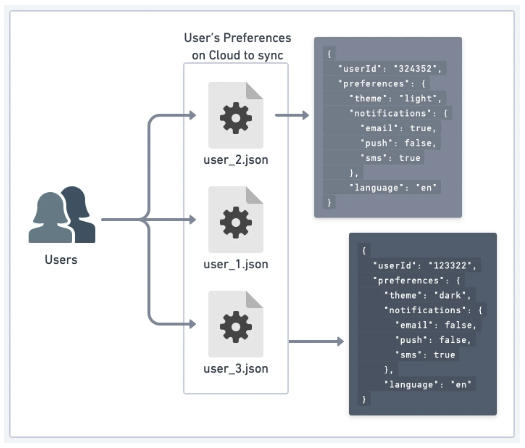 User's Preferences
on Cloud to sync
user_2.json
user_1.json
user_3.json
Users
{
"userId": "324352",
"preferences": {
"theme": "light",
"notifications": {
"email": true,
"push": false,
"sms": true
},
"language": "en"
}
{
"userId": "123322",
"preferences": {
"theme": "dark",
"notifications": {
"email": false,
"push": false,
"sms": true
},
"language": "en"
}